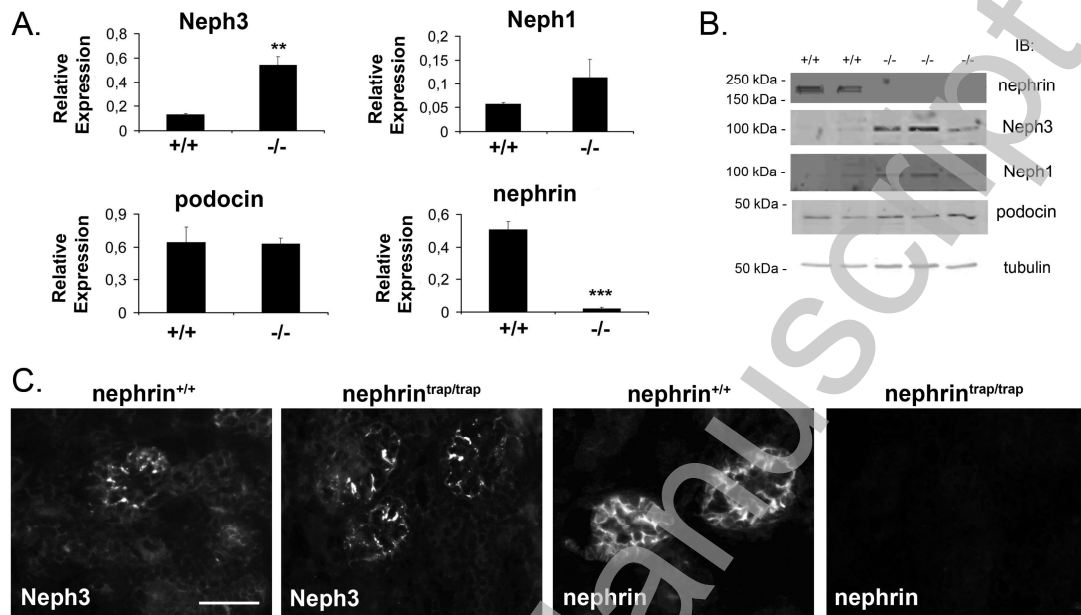 A.
Neph3
Relative Expression
0,8
0,6
0,4
0,2
0
**
+/+
-/-
Neph1
Relative Expression
0,2
0,15
0,1
0,05
0
+/+
-/-
podocin
Relative Expression
0,9
0,6
0,3
0
+/+
-/-
nephrin
Relative Expression
0,6
0,4
0,2
0
***
+/+
-/-
B.
IB:
+/+ +/+ -/- -/- -/-
250 kDa -
150 kDa -
nephrin
100 kDa -
Neph3
100 kDa -
Neph1
50 kDa -
podocin
50 kDa -
tubulin
C.
nephrin+/+
nephrintrap/trap
nephrin+/+
nephrintrap/trap
Neph3
Neph3
nephrin
nephrin
anuscript